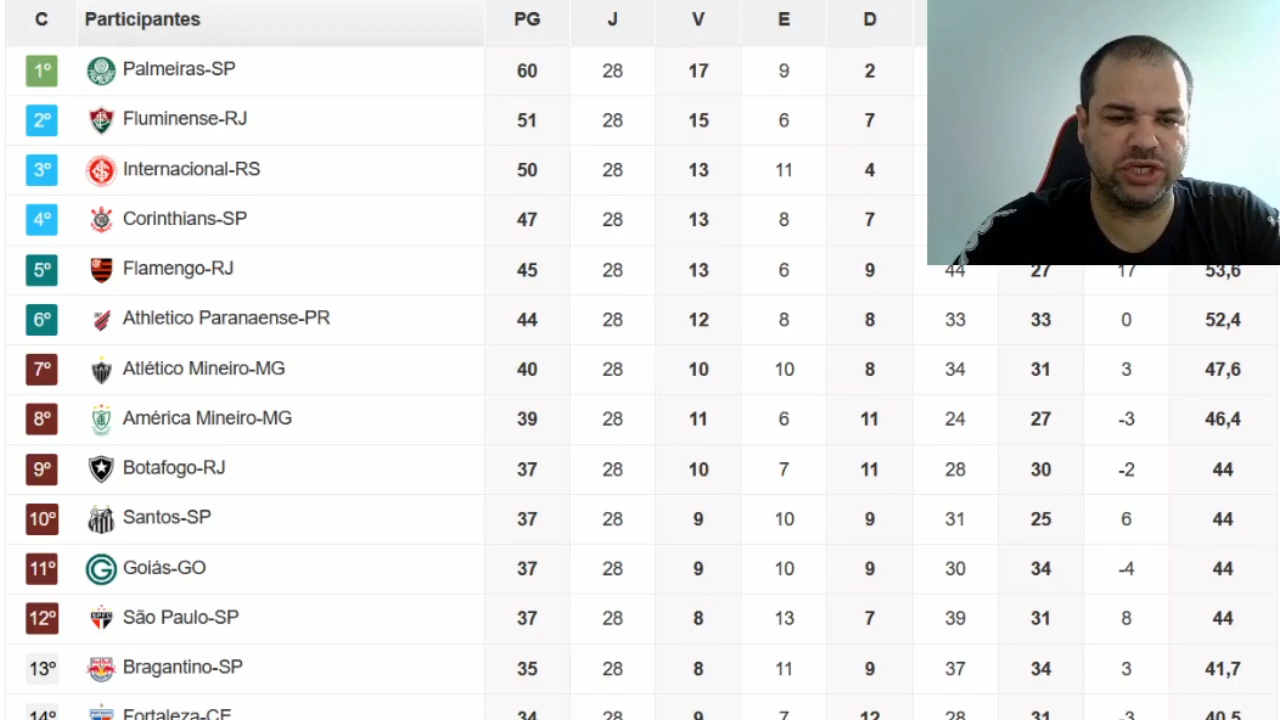 C Participantes PG J V E D
1º Palmeiras-SP 60 28 17 9 2
2º Fluminense-RJ 51 28 15 6 7
3º Internacional-RS 50 28 13 11 4
4º Corinthians-SP 47 28 13 8 7
5º Flamengo-RJ 45 28 13 6 9 44 27 17 53,6
6º Athletico Paranaense-PR 44 28 12 8 8 33 33 0 52,4
7º Atlético Mineiro-MG 40 28 10 10 8 34 31 3 47,6
8º América Mineiro-MG 39 28 11 6 11 24 27 -3 46,4
9º Botafogo-RJ 37 28 10 7 11 28 30 -2 44
10º Santos-SP 37 28 9 10 9 31 25 6 44
11º Goiás-GO 37 28 9 10 9 30 34 -4 44
12º São Paulo-SP 37 28 8 13 7 39 31 8 44
13º Bragantino-SP 35 28 8 11 9 37 34 3 41,7
14º Fortaleza-CE 34 28 9 7 12 28 31 -3 40,5